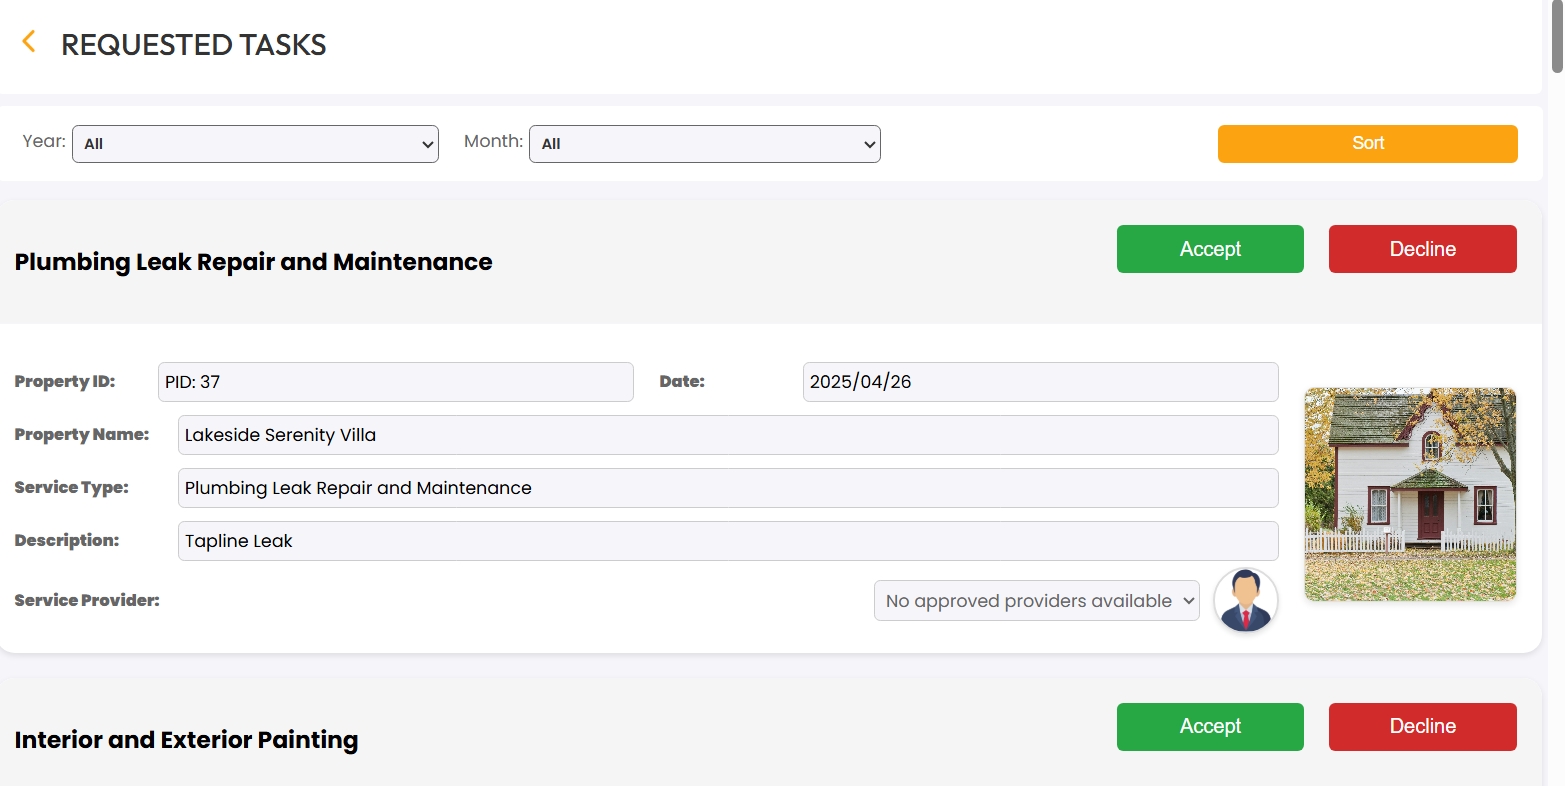 REQUESTED TASKS
Year: All Month: All Sort
Plumbing Leak Repair and Maintenance Accept Decline
Property ID: PID: 37 Date: 2025/04/26
Property Name: Lakeside Serenity Villa
Service Type: Plumbing Leak Repair and Maintenance
Description: Tapline Leak
Service Provider: No approved providers available
Interior and Exterior Painting Accept Decline